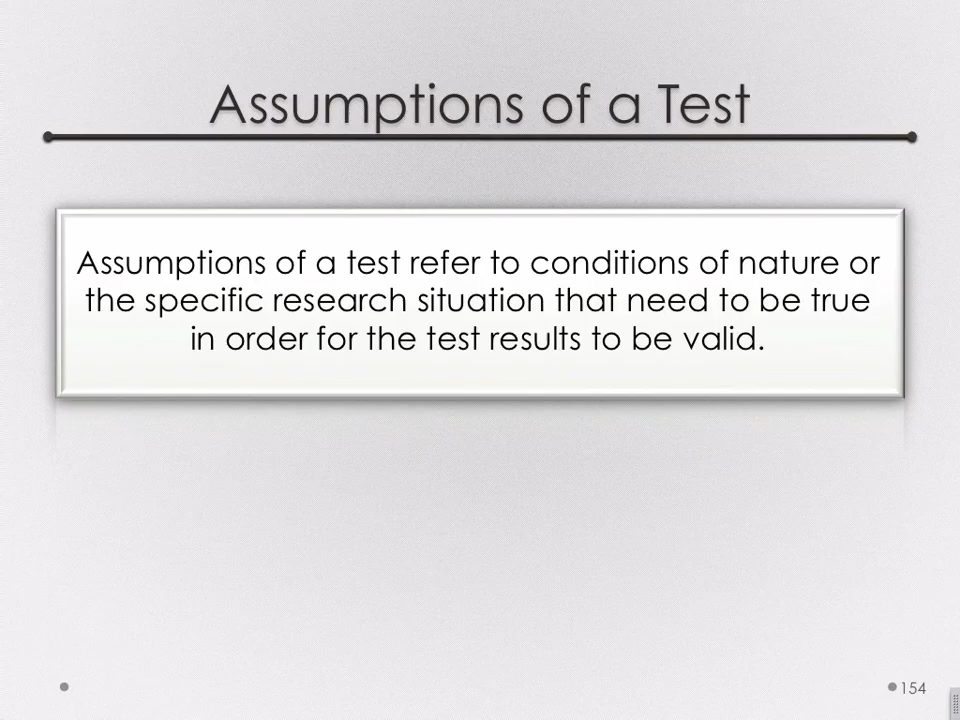 Assumptions of a Test
Assumptions of a test refer to conditions of nature or
the specific research situation that need to be true
in order for the test results to be valid.
154